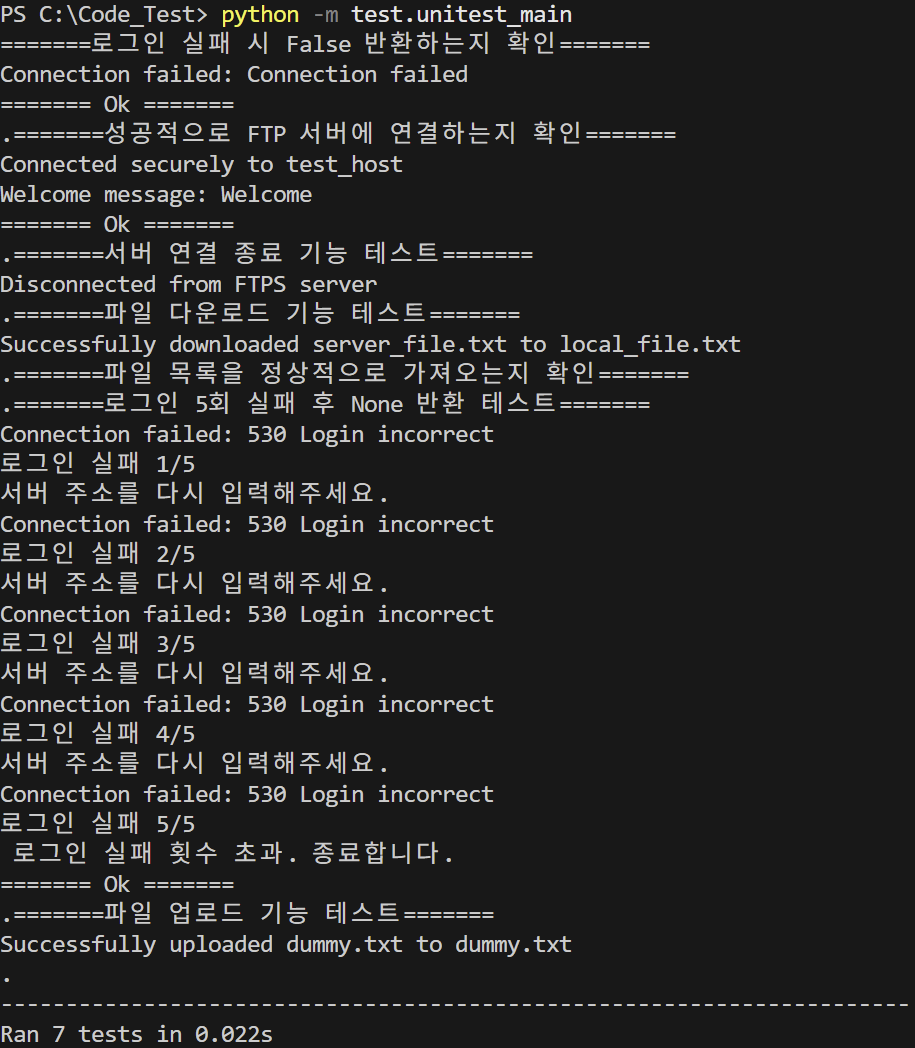 PS C:\Code_Test> python -m test.unitest_main
=======로그인 실패 시 False 반환하는지 확인=======
Connection failed: Connection failed
======= Ok =======
.=======성공적으로 FTP 서버에 연결하는지 확인=======
Connected securely to test_host
Welcome message: Welcome
======= Ok =======
.=======서버 연결 종료 기능 테스트=======
Disconnected from FTPS server
.=======파일 다운로드 기능 테스트=======
Successfully downloaded server_file.txt to local_file.txt
.=======파일 목록을 정상적으로 가져오는지 확인=======
.=======로그인 5회 실패 후 None 반환 테스트=======
Connection failed: 530 Login incorrect
로그인 실패 1/5
서버 주소를 다시 입력해주세요.
Connection failed: 530 Login incorrect
로그인 실패 2/5
서버 주소를 다시 입력해주세요.
Connection failed: 530 Login incorrect
로그인 실패 3/5
서버 주소를 다시 입력해주세요.
Connection failed: 530 Login incorrect
로그인 실패 4/5
서버 주소를 다시 입력해주세요.
Connection failed: 530 Login incorrect
로그인 실패 5/5
 로그인 실패 횟수 초과. 종료합니다.
======= Ok =======
.=======파일 업로드 기능 테스트=======
Successfully uploaded dummy.txt to dummy.txt
.
----------------------------------------------------------------------
Ran 7 tests in 0.022s